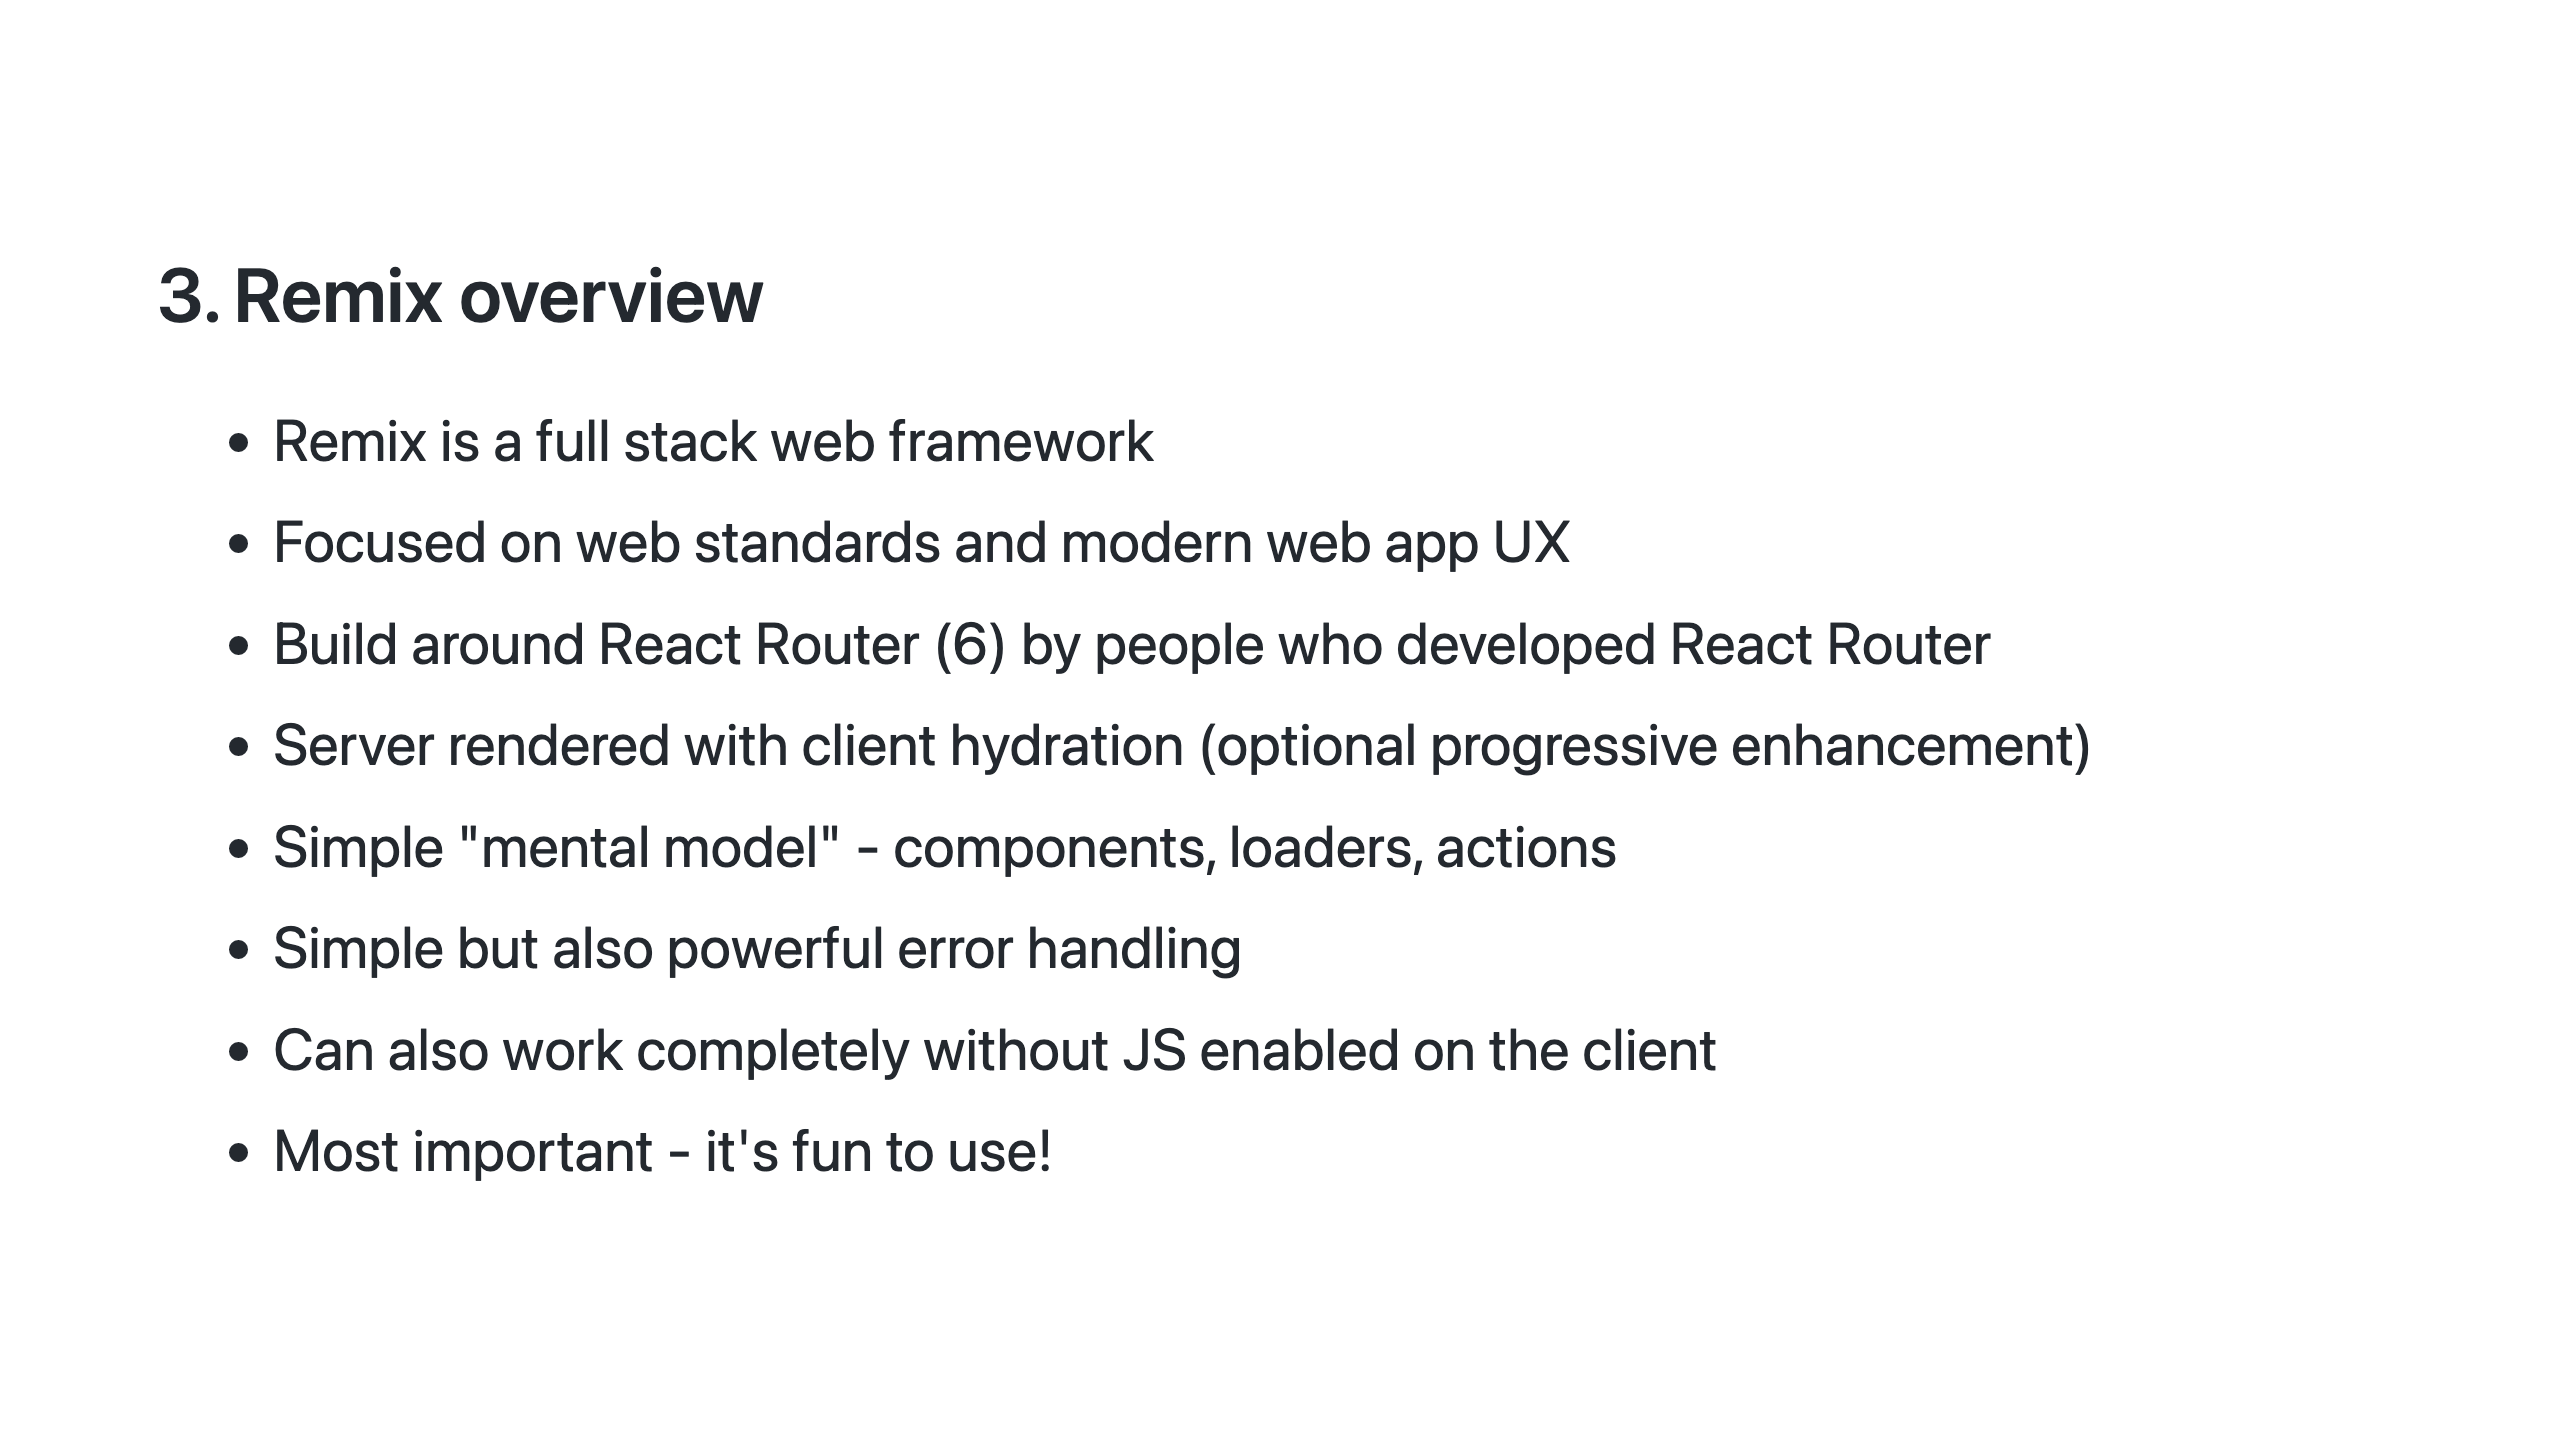 3. Remix overview
• Remix is a full stack web framework
• Focused on web standards and modern web app UX
• Build around React Router (6) by people who developed React Router
• Server rendered with client hydration (optional progressive enhancement)
• Simple "mental model" - components, loaders, actions
• Simple but also powerful error handling
• Can also work completely without JS enabled on the client
• Most important - it's fun to use!